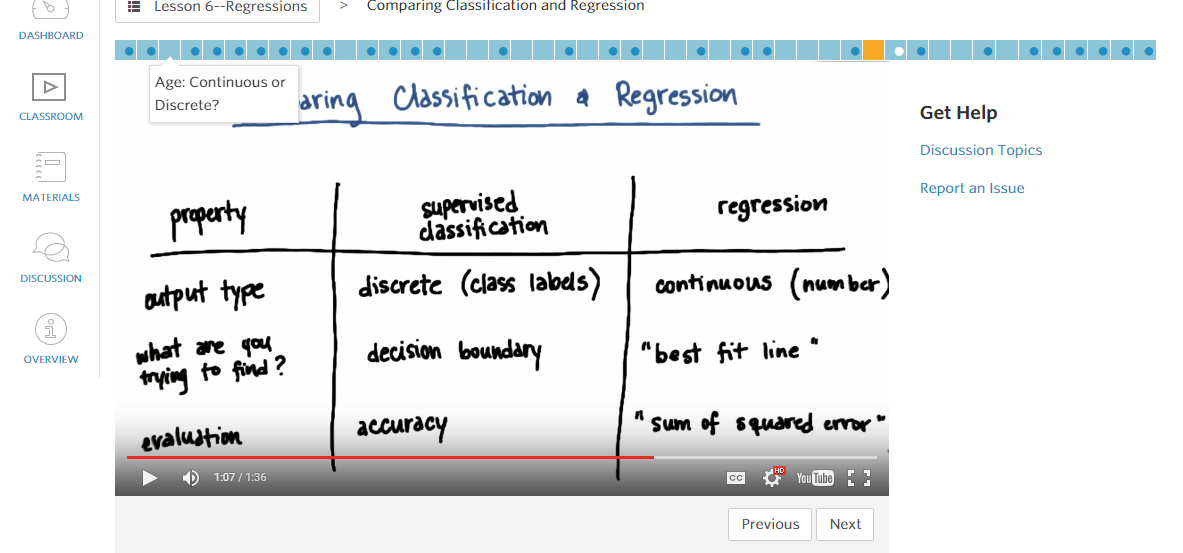 Lesson 6--Regressions > Comparing Classification and Regression
DASHBOARD
CLASSROOM
MATERIALS
DISCUSSION
OVERVIEW
Age: Continuous or
Discrete?
aring Classification & Regression
property supervised classification regression
output type discrete (class labels) continuous (number)
what are you trying to find? decision boundary "best fit line"
evaluation accuracy "sum of squared error"
1:07 / 1:36 CC HD YouTube
Previous Next
Get Help
Discussion Topics
Report an Issue